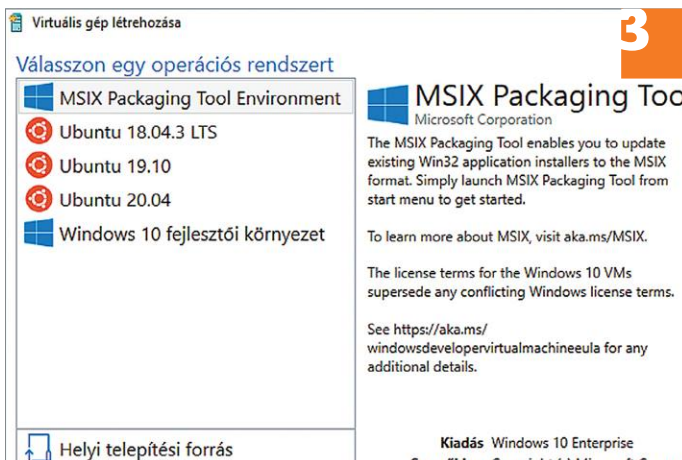 Virtuális gép létrehozása
3
Válasszon egy operációs rendszert
MSIX Packaging Tool Environment
Ubuntu 18.04.3 LTS
Ubuntu 19.10
Ubuntu 20.04
Windows 10 fejlesztői környezet
Helyi telepítési forrás
MSIX Packaging Too
Microsoft Corporation
The MSIX Packaging Tool enables you to update
existing Win32 application installers to the MSIX
format. Simply launch MSIX Packaging Tool from
start menu to get started.
To learn more about MSIX, visit aka.ms/MSIX.
The license terms for the Windows 10 VMs
supersede any conflicting Windows license terms.
See https://aka.ms/
windowsdevelopervirtualmachineeula for any
additional details.
Kiadás Windows 10 Enterprise